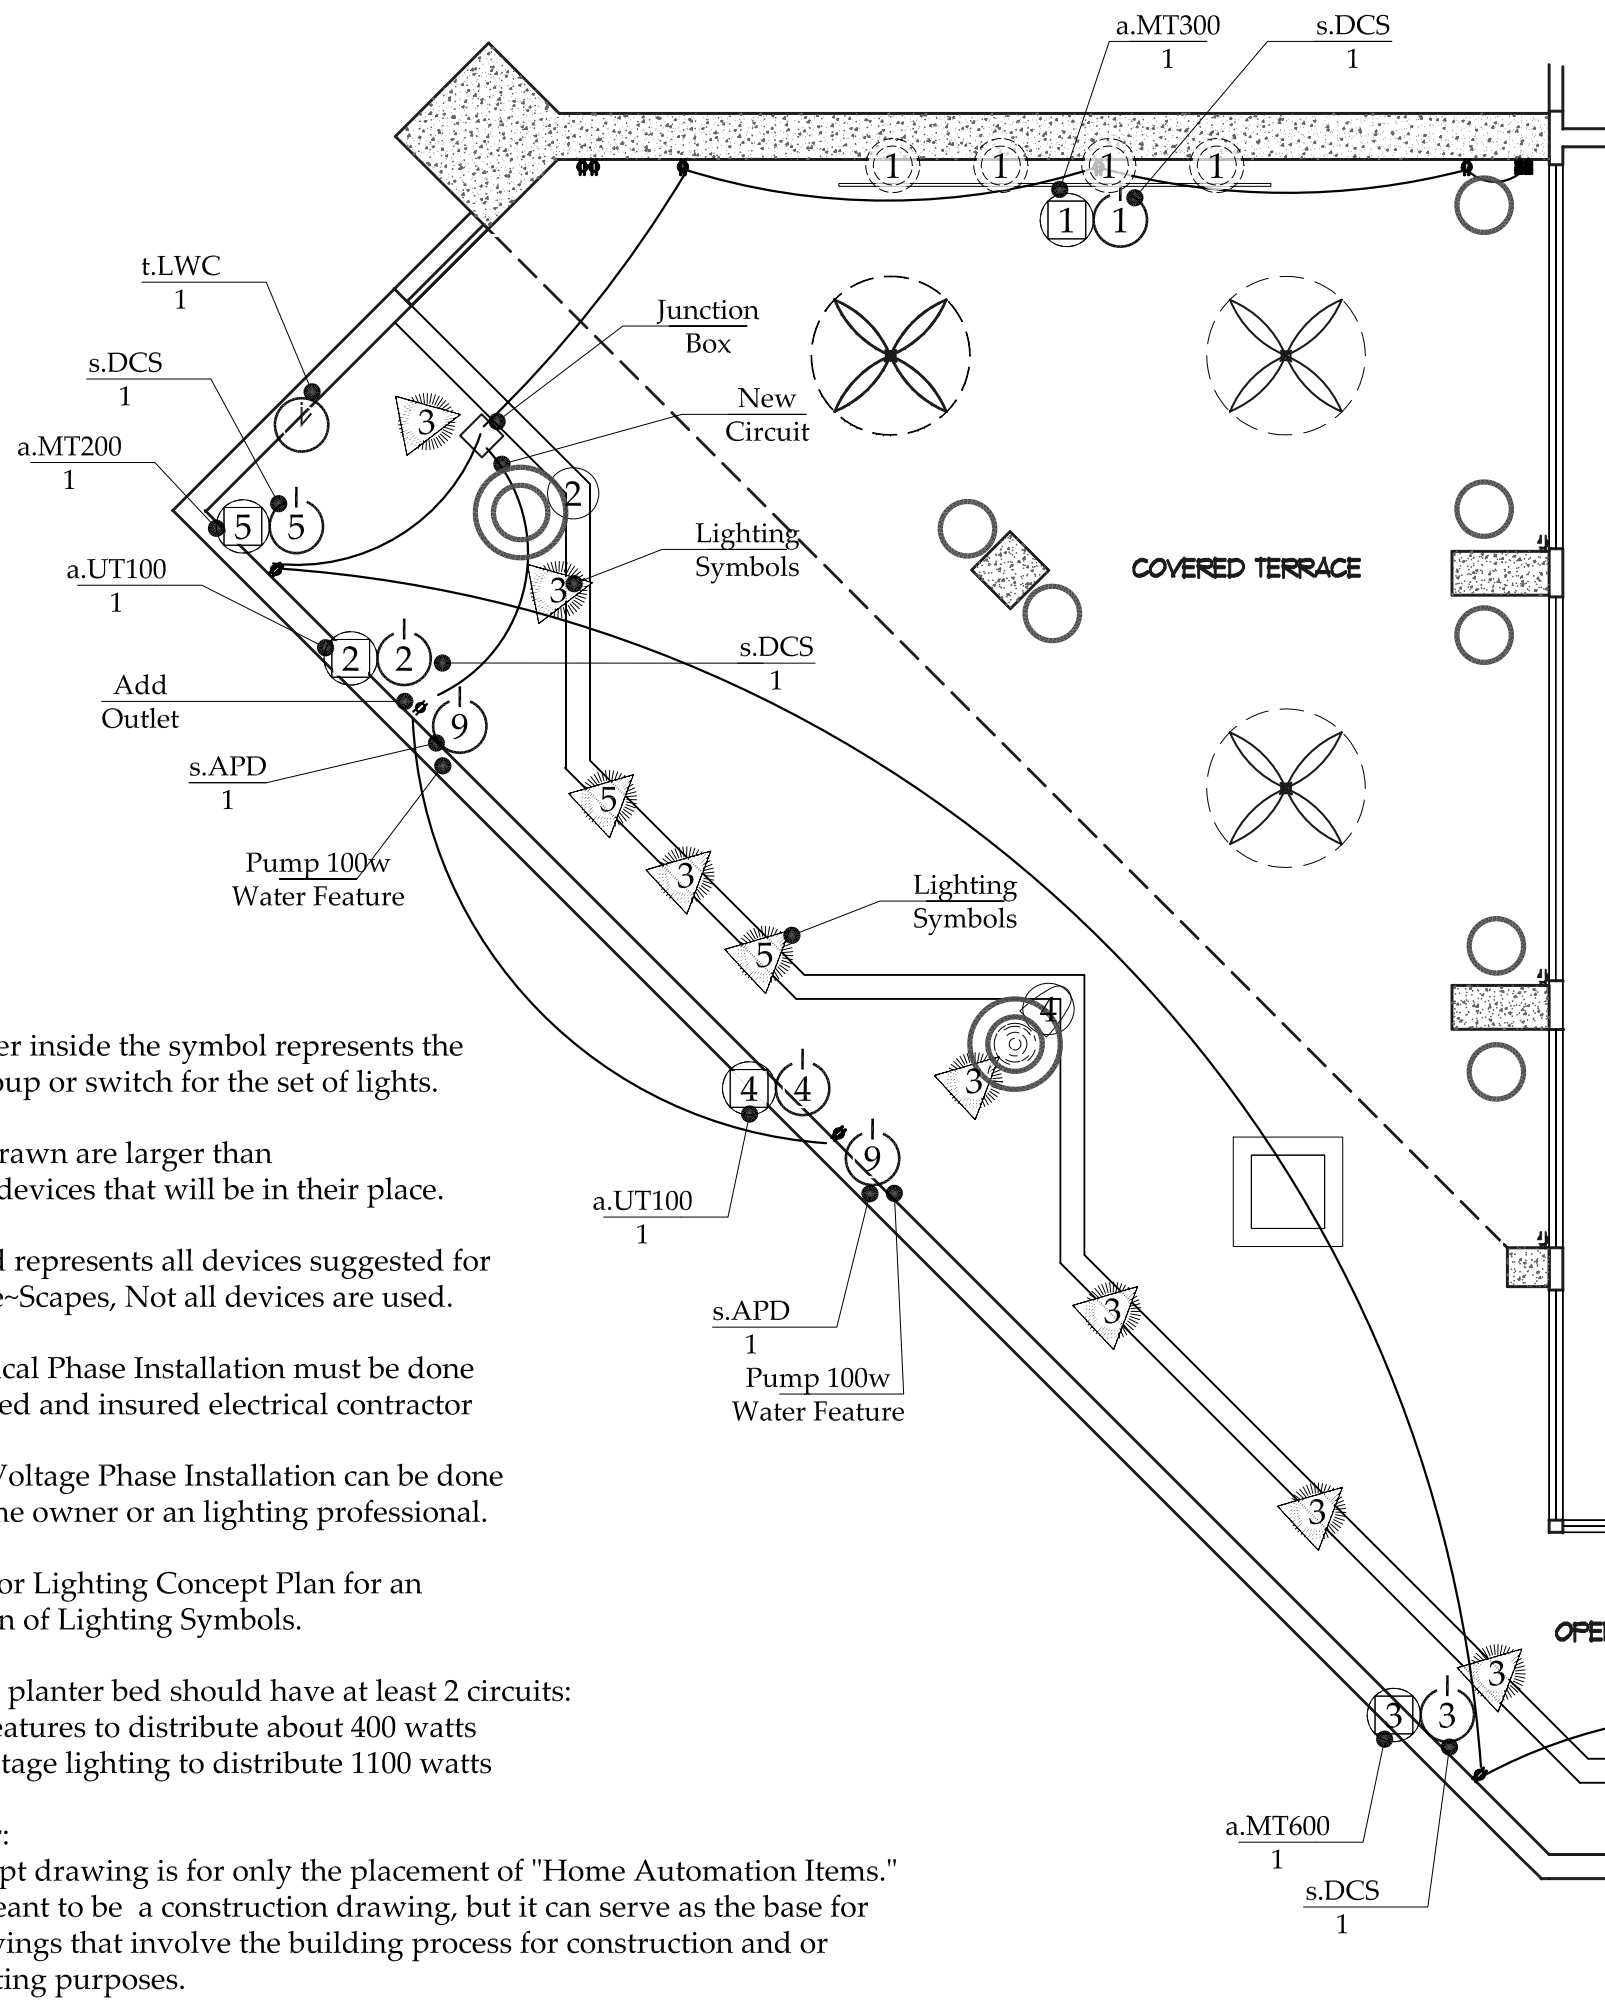 a.MT300
1
s.DCS
1
1
1
1
1
1
1
t.LWC
1
Junction
Box
s.DCS
1
New
Circuit
3
a.MT200
1
2
5
5
Lighting
Symbols
COVERED TERRACE
a.UT100
1
3
2
2
s.DCS
1
Add
Outlet
9
s.APD
1
5
Pump 100w
Water Feature
3
Lighting
Symbols
5
4
er inside the symbol represents the
oup or switch for the set of lights.
3
4
4
rawn are larger than
devices that will be in their place.
9
a.UT100
1
d represents all devices suggested for
e~Scapes, Not all devices are used.
s.APD
1
3
ical Phase Installation must be done
ed and insured electrical contractor
Pump 100w
Water Feature
Voltage Phase Installation can be done
ne owner or an lighting professional.
3
or Lighting Concept Plan for an
n of Lighting Symbols.
OPE
3
planter bed should have at least 2 circuits:
eatures to distribute about 400 watts
tage lighting to distribute 1100 watts
3
3
r:
pt drawing is for only the placement of "Home Automation Items."
eant to be  a construction drawing, but it can serve as the base for
wings that involve the building process for construction and or
ting purposes.
a.MT600
1
s.DCS
1